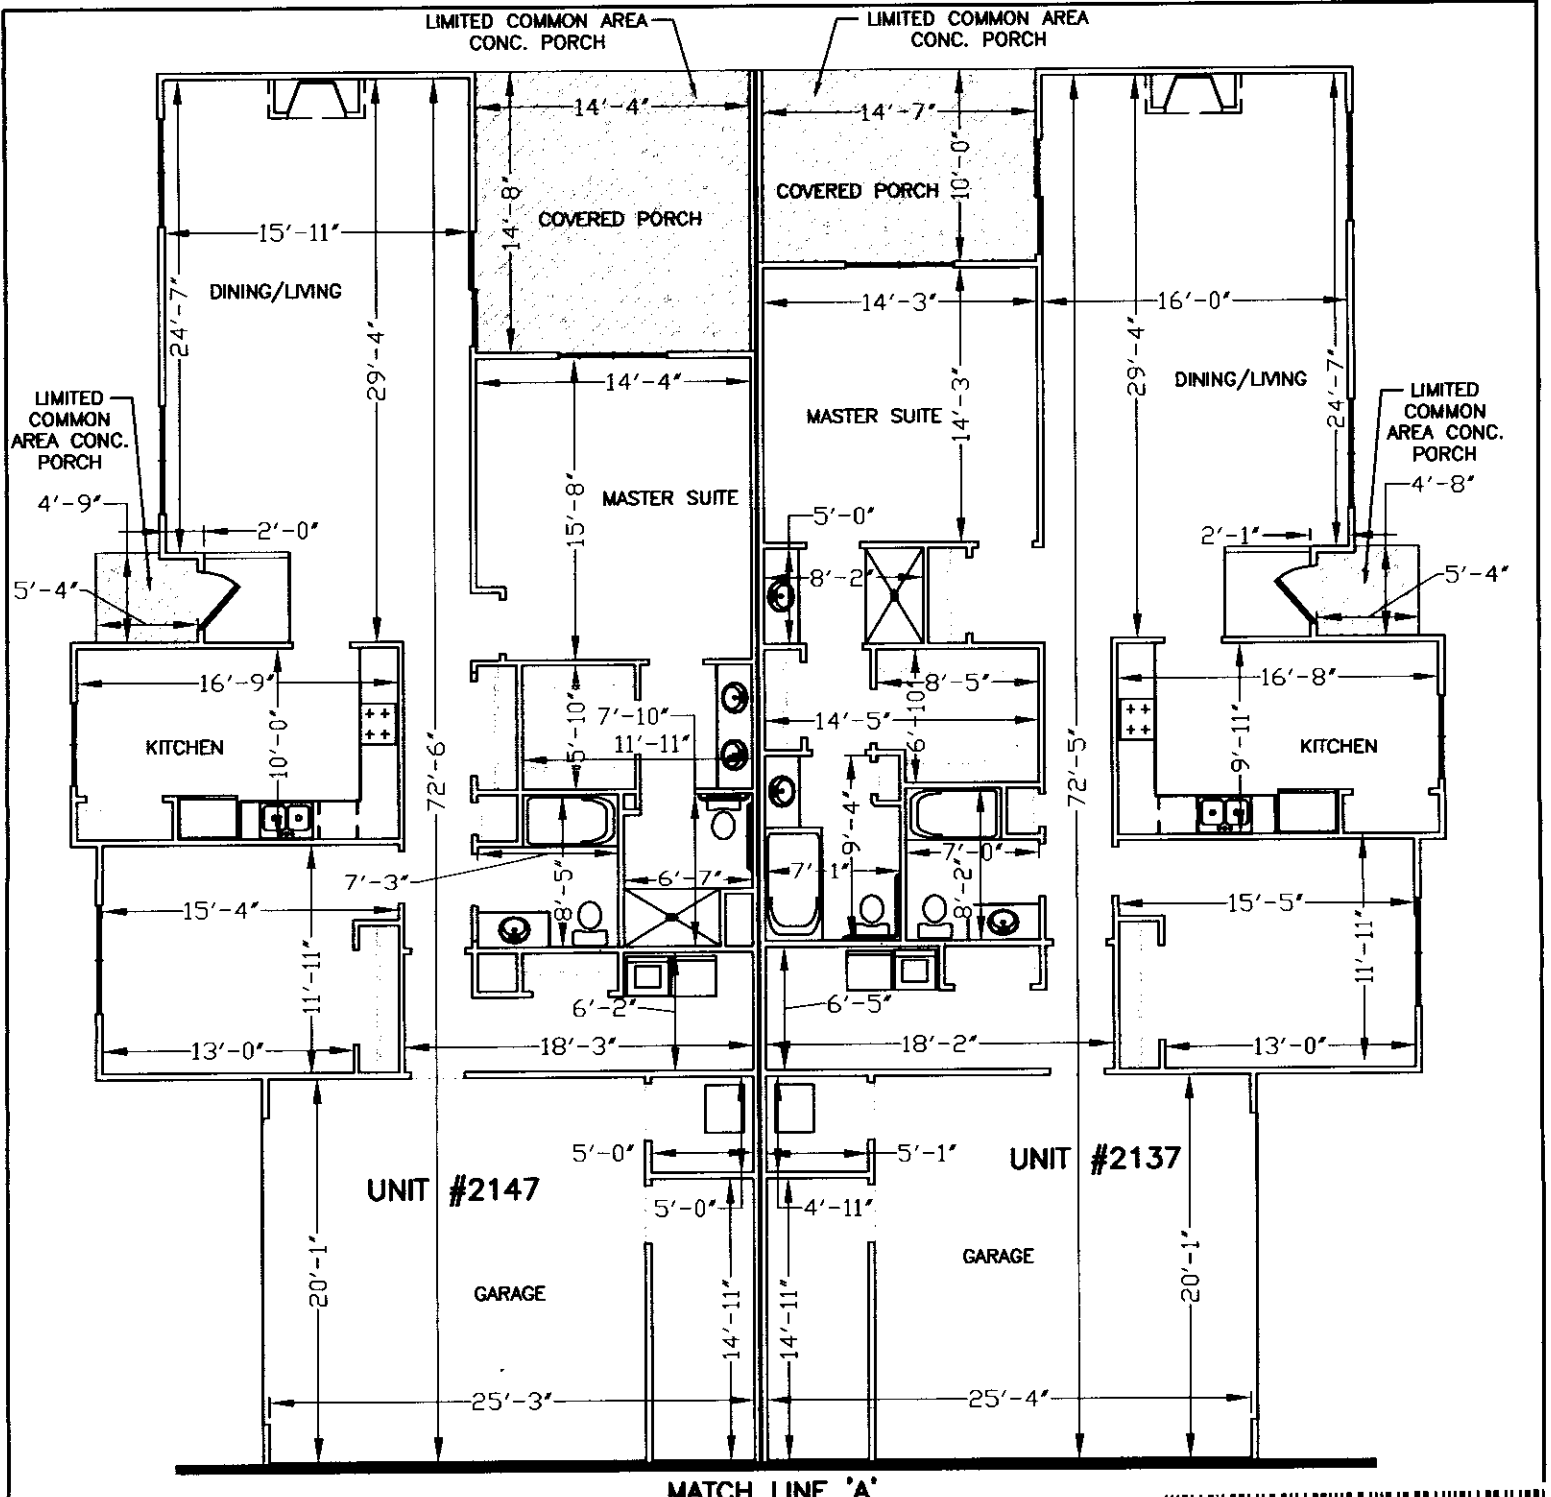 LIMITED COMMON AREA
CONC. PORCH
LIMITED COMMON AREA
CONC. PORCH
14'-4"
14'-7"
14'-8"
10'-0"
COVERED PORCH
COVERED PORCH
15'-11"
DINING/LIVING
24'-7"
29'-4"
14'-3"
16'-0"
29'-4"
24'-7"
14'-4"
14'-3"
DINING/LIVING
MASTER SUITE
LIMITED
COMMON
AREA CONC.
PORCH
LIMITED
COMMON
AREA CONC.
PORCH
4'-9"
2'-0"
5'-4"
MASTER SUITE
15'-8"
5'-0"
8'-2"
2'-1"
4'-8"
5'-4"
16'-9"
10'-0"
KITCHEN
72'-6"
5'-10"
7'-10"
11'-11"
8'-5"
14'-5"
6'-10"
72'-5"
16'-8"
9'-11"
KITCHEN
9'-4"
7'-3"
8'-5"
6'-7"
7'-1"
7'-0"
8'-2"
15'-4"
11'-11"
15'-5"
11'-11"
6'-2"
6'-5"
13'-0"
18'-3"
18'-2"
13'-0"
5'-0"
5'-1"
UNIT #2147
UNIT #2137
5'-0"
4'-11"
20'-1"
GARAGE
14'-11"
14'-11"
GARAGE
20'-1"
25'-3"
25'-4"
MATCH LINE 'A'